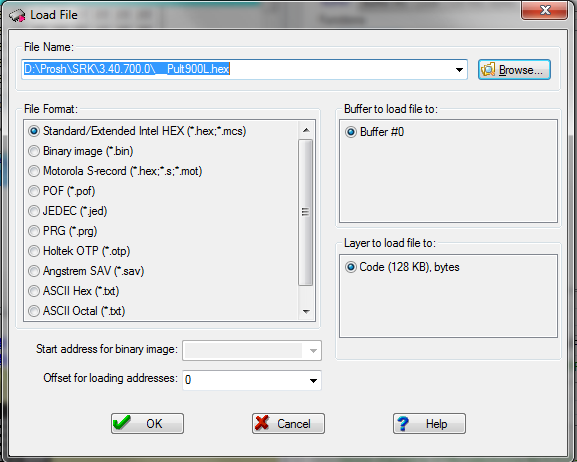 Load File
File Name:
D:\Prosh\SRK\3.40.700.0\__Pult900L.hex
Browse...
File Format:
Standard/Extended Intel HEX (*.hex;*.mcs)
Binary image (*.bin)
Motorola S-record (*.hex;*.s;*.mot)
POF (*.pof)
JEDEC (*.jed)
PRG (*.prg)
Holtek OTP (*.otp)
Angstrem SAV (*.sav)
ASCII Hex (*.txt)
ASCII Octal (*.txt)
Buffer to load file to:
Buffer #0
Layer to load file to:
Code (128 KB), bytes
Start address for binary image:
Offset for loading addresses: 0
OK
Cancel
Help